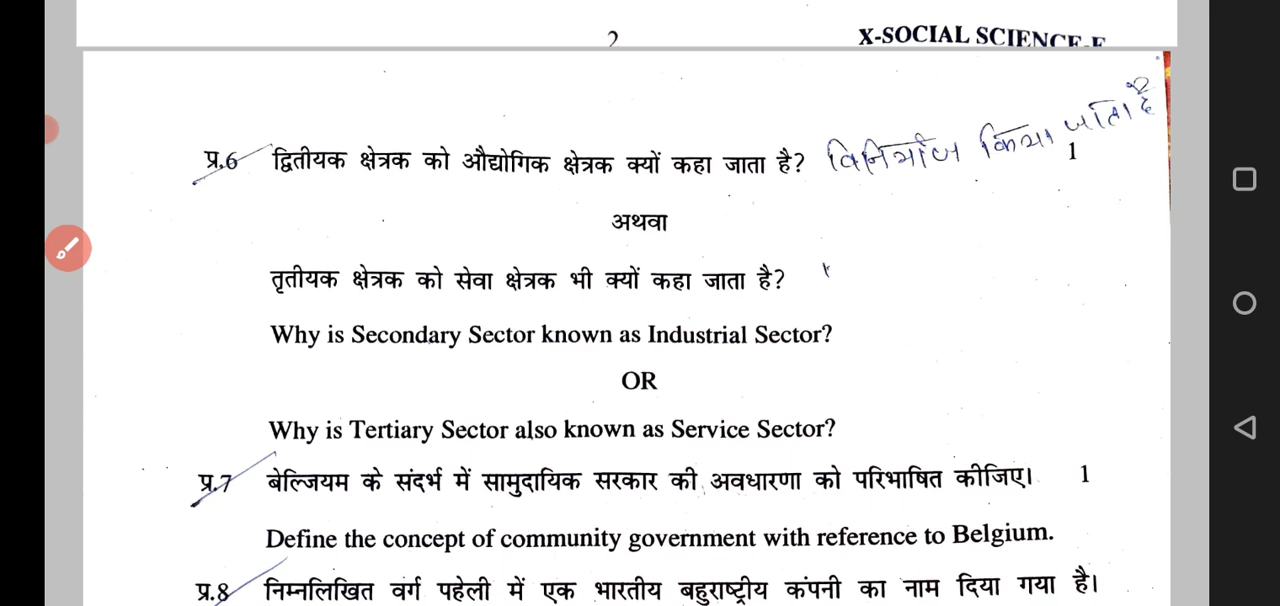 2
X-SOCIAL SCIENCE-E
प्र.6 द्वितीयक क्षेत्रक को औद्योगिक क्षेत्रक क्यों कहा जाता है? विनिर्माण किया जाता है 1
अथवा
तृतीयक क्षेत्रक को सेवा क्षेत्रक भी क्यों कहा जाता है?
Why is Secondary Sector known as Industrial Sector?
OR
Why is Tertiary Sector also known as Service Sector?
प्र.7 बेल्जियम के संदर्भ में सामुदायिक सरकार की अवधारणा को परिभाषित कीजिए। 1
Define the concept of community government with reference to Belgium.
प्र.8 निम्नलिखित वर्ग पहेली में एक भारतीय बहुराष्ट्रीय कंपनी का नाम दिया गया है।